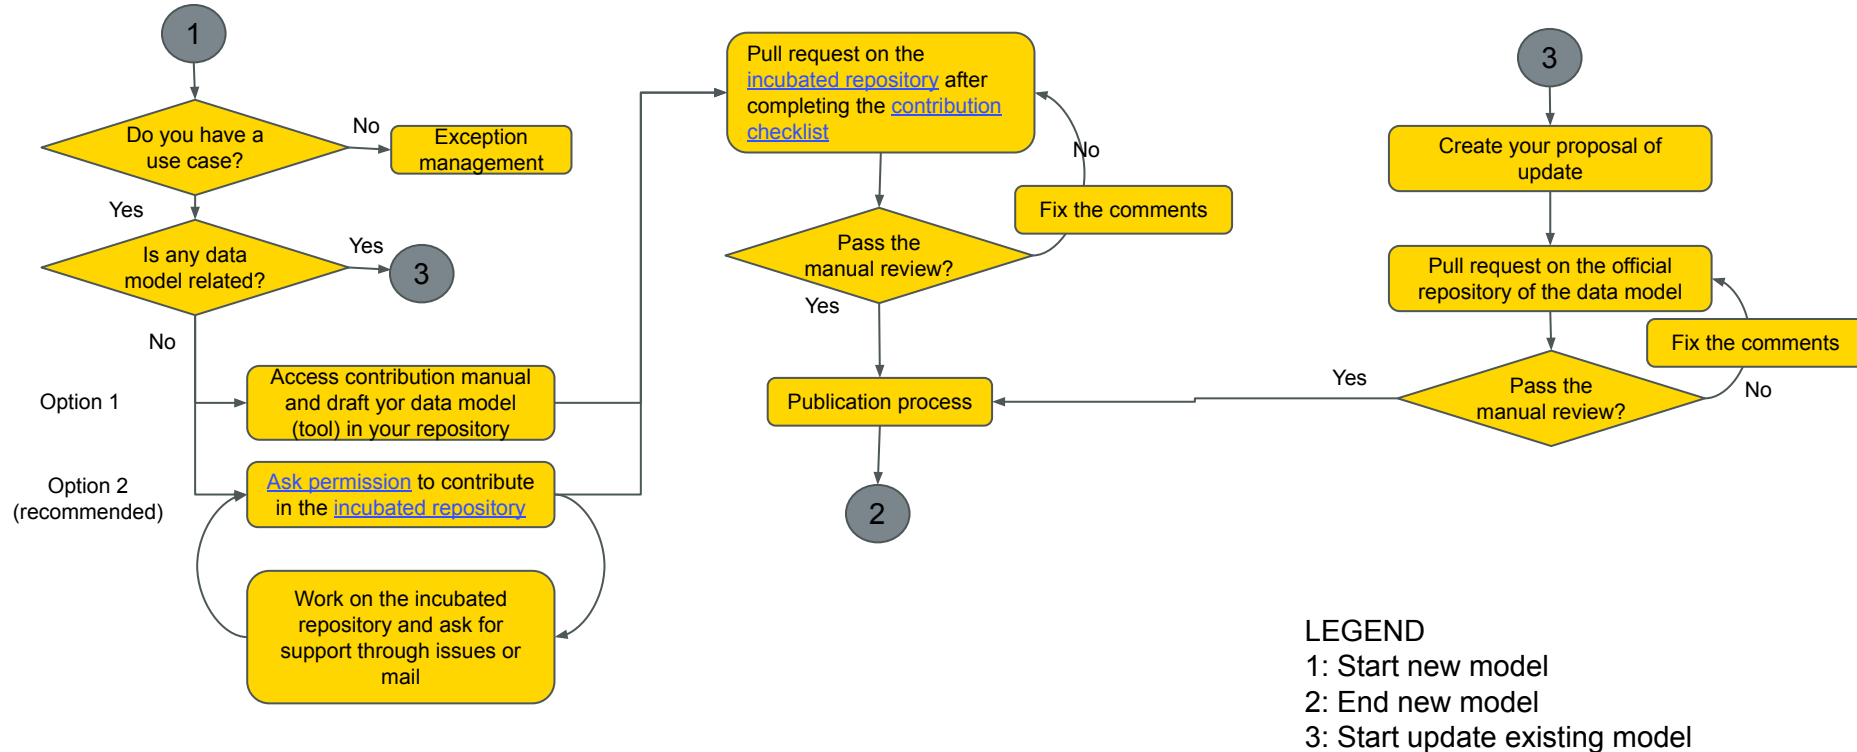 1
Do you have a
use case?
No
Exception
management
Yes
Is any data
model related?
Yes
3
No
Option 1
Access contribution manual
and draft yor data model
(tool) in your repository
Option 2
(recommended)
Ask permission to contribute
in the incubated repository
Work on the incubated
repository and ask for
support through issues or
mail
Pull request on the
incubated repository after
completing the contribution
checklist
No
Fix the comments
Pass the
manual review?
Yes
Publication process
2
3
Create your proposal of
update
Pull request on the official
repository of the data model
Fix the comments
No
Pass the
manual review?
Yes
LEGEND
1: Start new model
2: End new model
3: Start update existing model